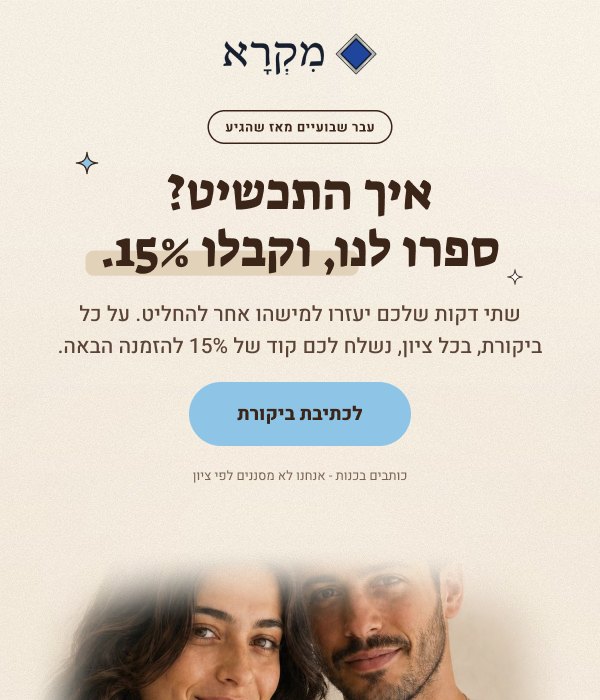 מִקְרָא
עבר שבועיים מאז שהגיע
איך התכשיט?
ספרו לנו, וקבלו 15%.
שתי דקות שלכם יעזרו למישהו אחר להחליט. על כל
ביקורת, בכל ציון, נשלח לכם קוד של 15% להזמנה הבאה.
לכתיבת ביקורת
כותבים בכנות - אנחנו לא מסננים לפי ציון